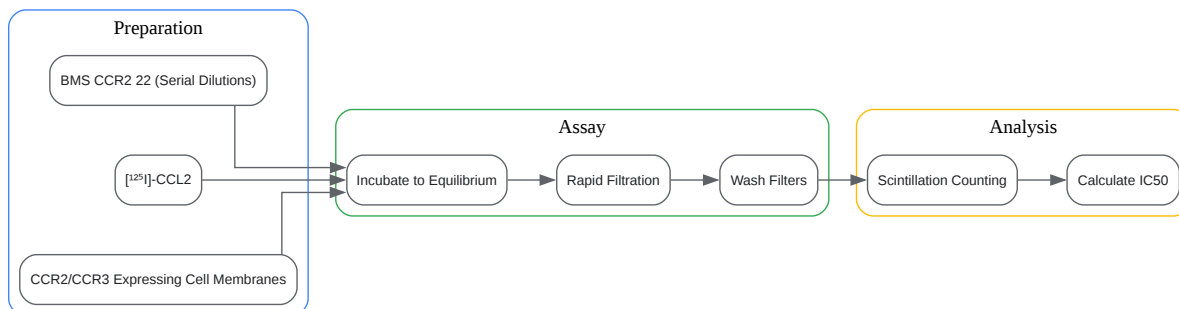 Preparation
BMS CCR2 22 (Serial Dilutions)
[¹²⁵I]-CCL2
CCR2/CCR3 Expressing Cell Membranes
Assay
Incubate to Equilibrium
Rapid Filtration
Wash Filters
Analysis
Scintillation Counting
Calculate IC50